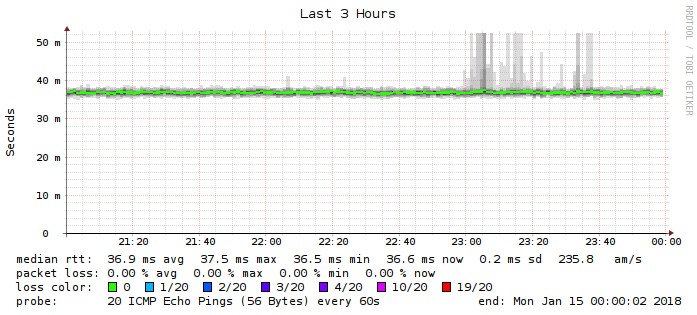 Last 3 Hours
RRDTOOL / TOBI OETIKER
Seconds
50 m
40 m
30 m
20 m
10 m
0
21:20 21:40 22:00 22:20 22:40 23:00 23:20 23:40 00:00
median rtt: 36.9 ms avg 37.5 ms max 36.5 ms min 36.6 ms now 0.2 ms sd 235.8 am/s
packet loss: 0.00 % avg 0.00 % max 0.00 % min 0.00 % now
loss color: 0 1/20 2/20 3/20 4/20 10/20 19/20
probe: 20 ICMP Echo Pings (56 Bytes) every 60s end: Mon Jan 15 00:00:02 2018